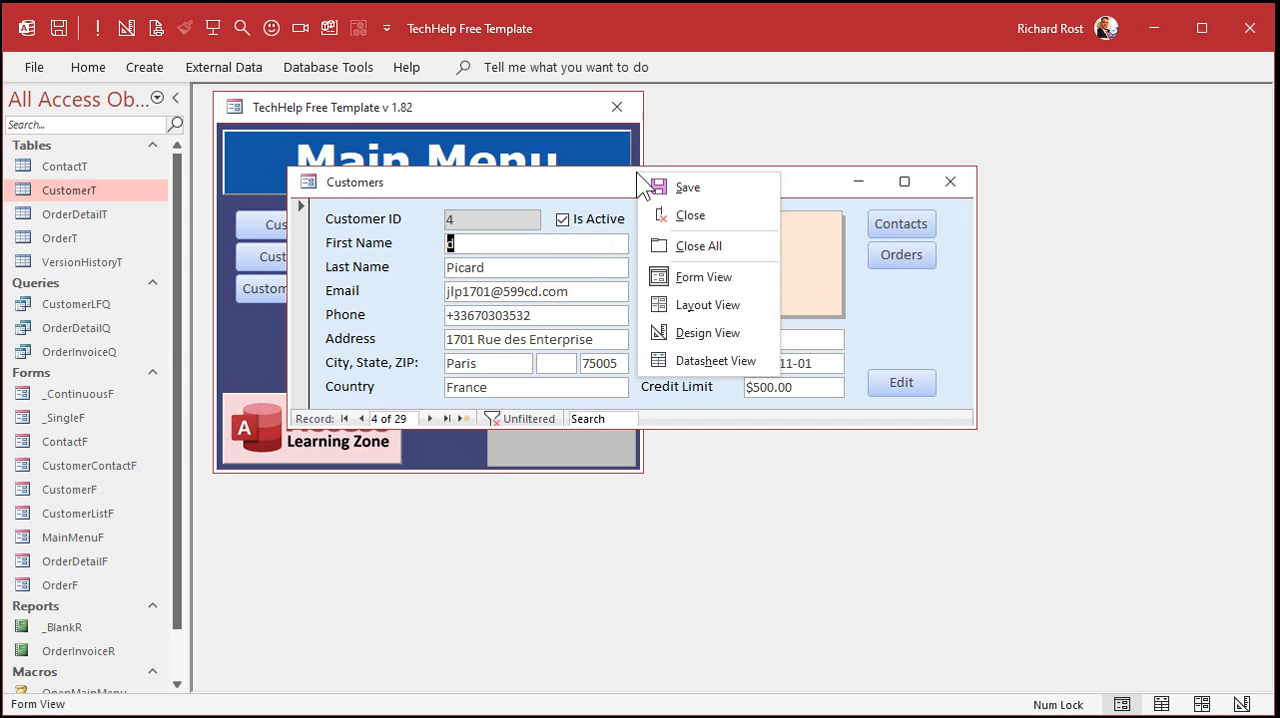 TechHelp Free Template
Richard Rost
File
Home
Create
External Data
Database Tools
Help
Tell me what you want to do
All Access Ob...
Search...
Tables
ContactT
CustomerT
OrderDetailT
OrderT
VersionHistoryT
Queries
CustomerLFQ
OrderDetailQ
OrderInvoiceQ
Forms
_ContinuousF
_SingleF
ContactF
CustomerContactF
CustomerF
CustomerListF
MainMenuF
OrderDetailF
OrderF
Reports
_BlankR
OrderInvoiceR
Macros
OpenMainMenu
TechHelp Free Template v 1.82
Main Menu
Cus
Cust
Custom
A
Learning Zone
Customers
Customer ID 4 Is Active
First Name d
Last Name Picard
Email jlp1701@599cd.com
Phone +33670303532
Address 1701 Rue des Enterprise
City, State, ZIP: Paris 75005
Country France
11-01
Credit Limit $500.00
Contacts
Orders
Edit
Record: 4 of 29 Unfiltered Search
Save
Close
Close All
Form View
Layout View
Design View
Datasheet View
Form View
Num Lock